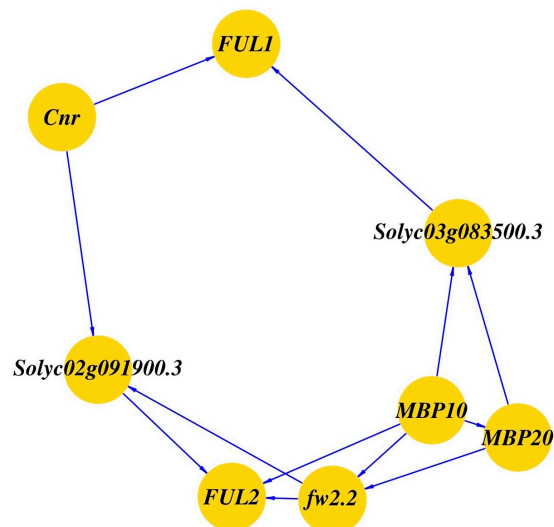 FUL1
Cnr
Solyc03g083500.3
Solyc02g091900.3
MBP10
MBP20
FUL2
fw2.2